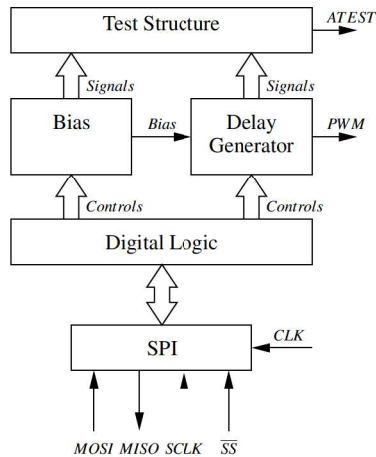 Test Structure
ATEST
Signals
Signals
Bias
Bias
Delay
Generator
PWM
Controls
Controls
Digital Logic
SPI
CLK
MOSI MISO SCLK S̅S̅